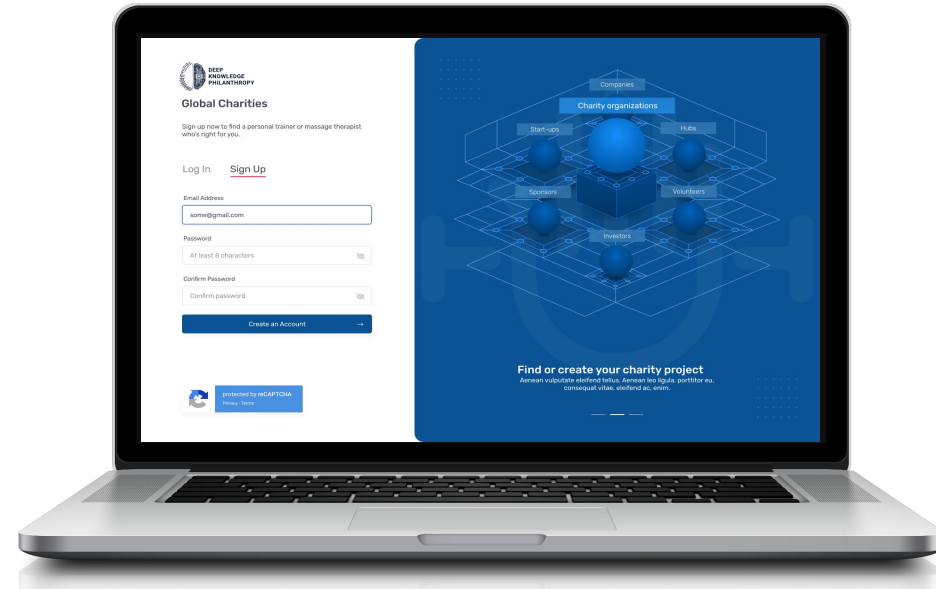 DEEP
KNOWLEDGE
PHILANTHROPY
Global Charities
Sign up now to find a personal trainer or massage therapist
who's right for you.
Log In Sign Up
Email Address
some@gmail.com
Password
At least 8 characters
Confirm Password
Confirm password
Create an Account →
protected by reCAPTCHA
Privacy - Terms
Companies
Charity organizations
Start-ups
Hubs
Sponsors
Volunteers
Investors
Find or create your charity project
Aenean vulputate eleifend tellus. Aenean leo ligula, porttitor eu,
consequat vitae, eleifend ac, enim.